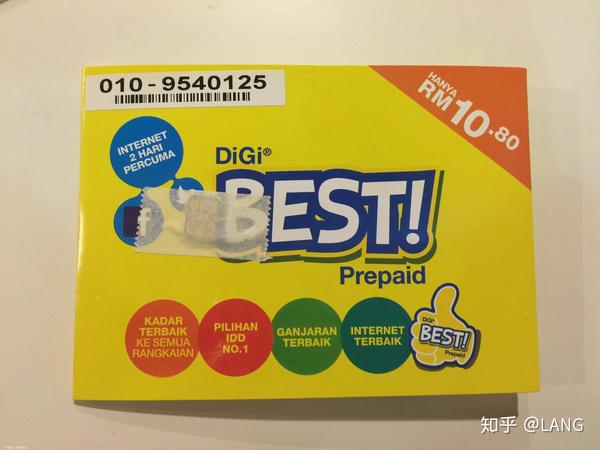 010 - 9540125
HANYA
RM10.80
INTERNET
2 HARI
PERCUMA
DiGi®
BEST!
Prepaid
KADAR
TERBAIK
KE SEMUA
RANGKAIAN
PILIHAN
IDD
NO.1
GANJARAN
TERBAIK
INTERNET
TERBAIK
DiGi
BEST!
Prepaid
知乎 @LANG